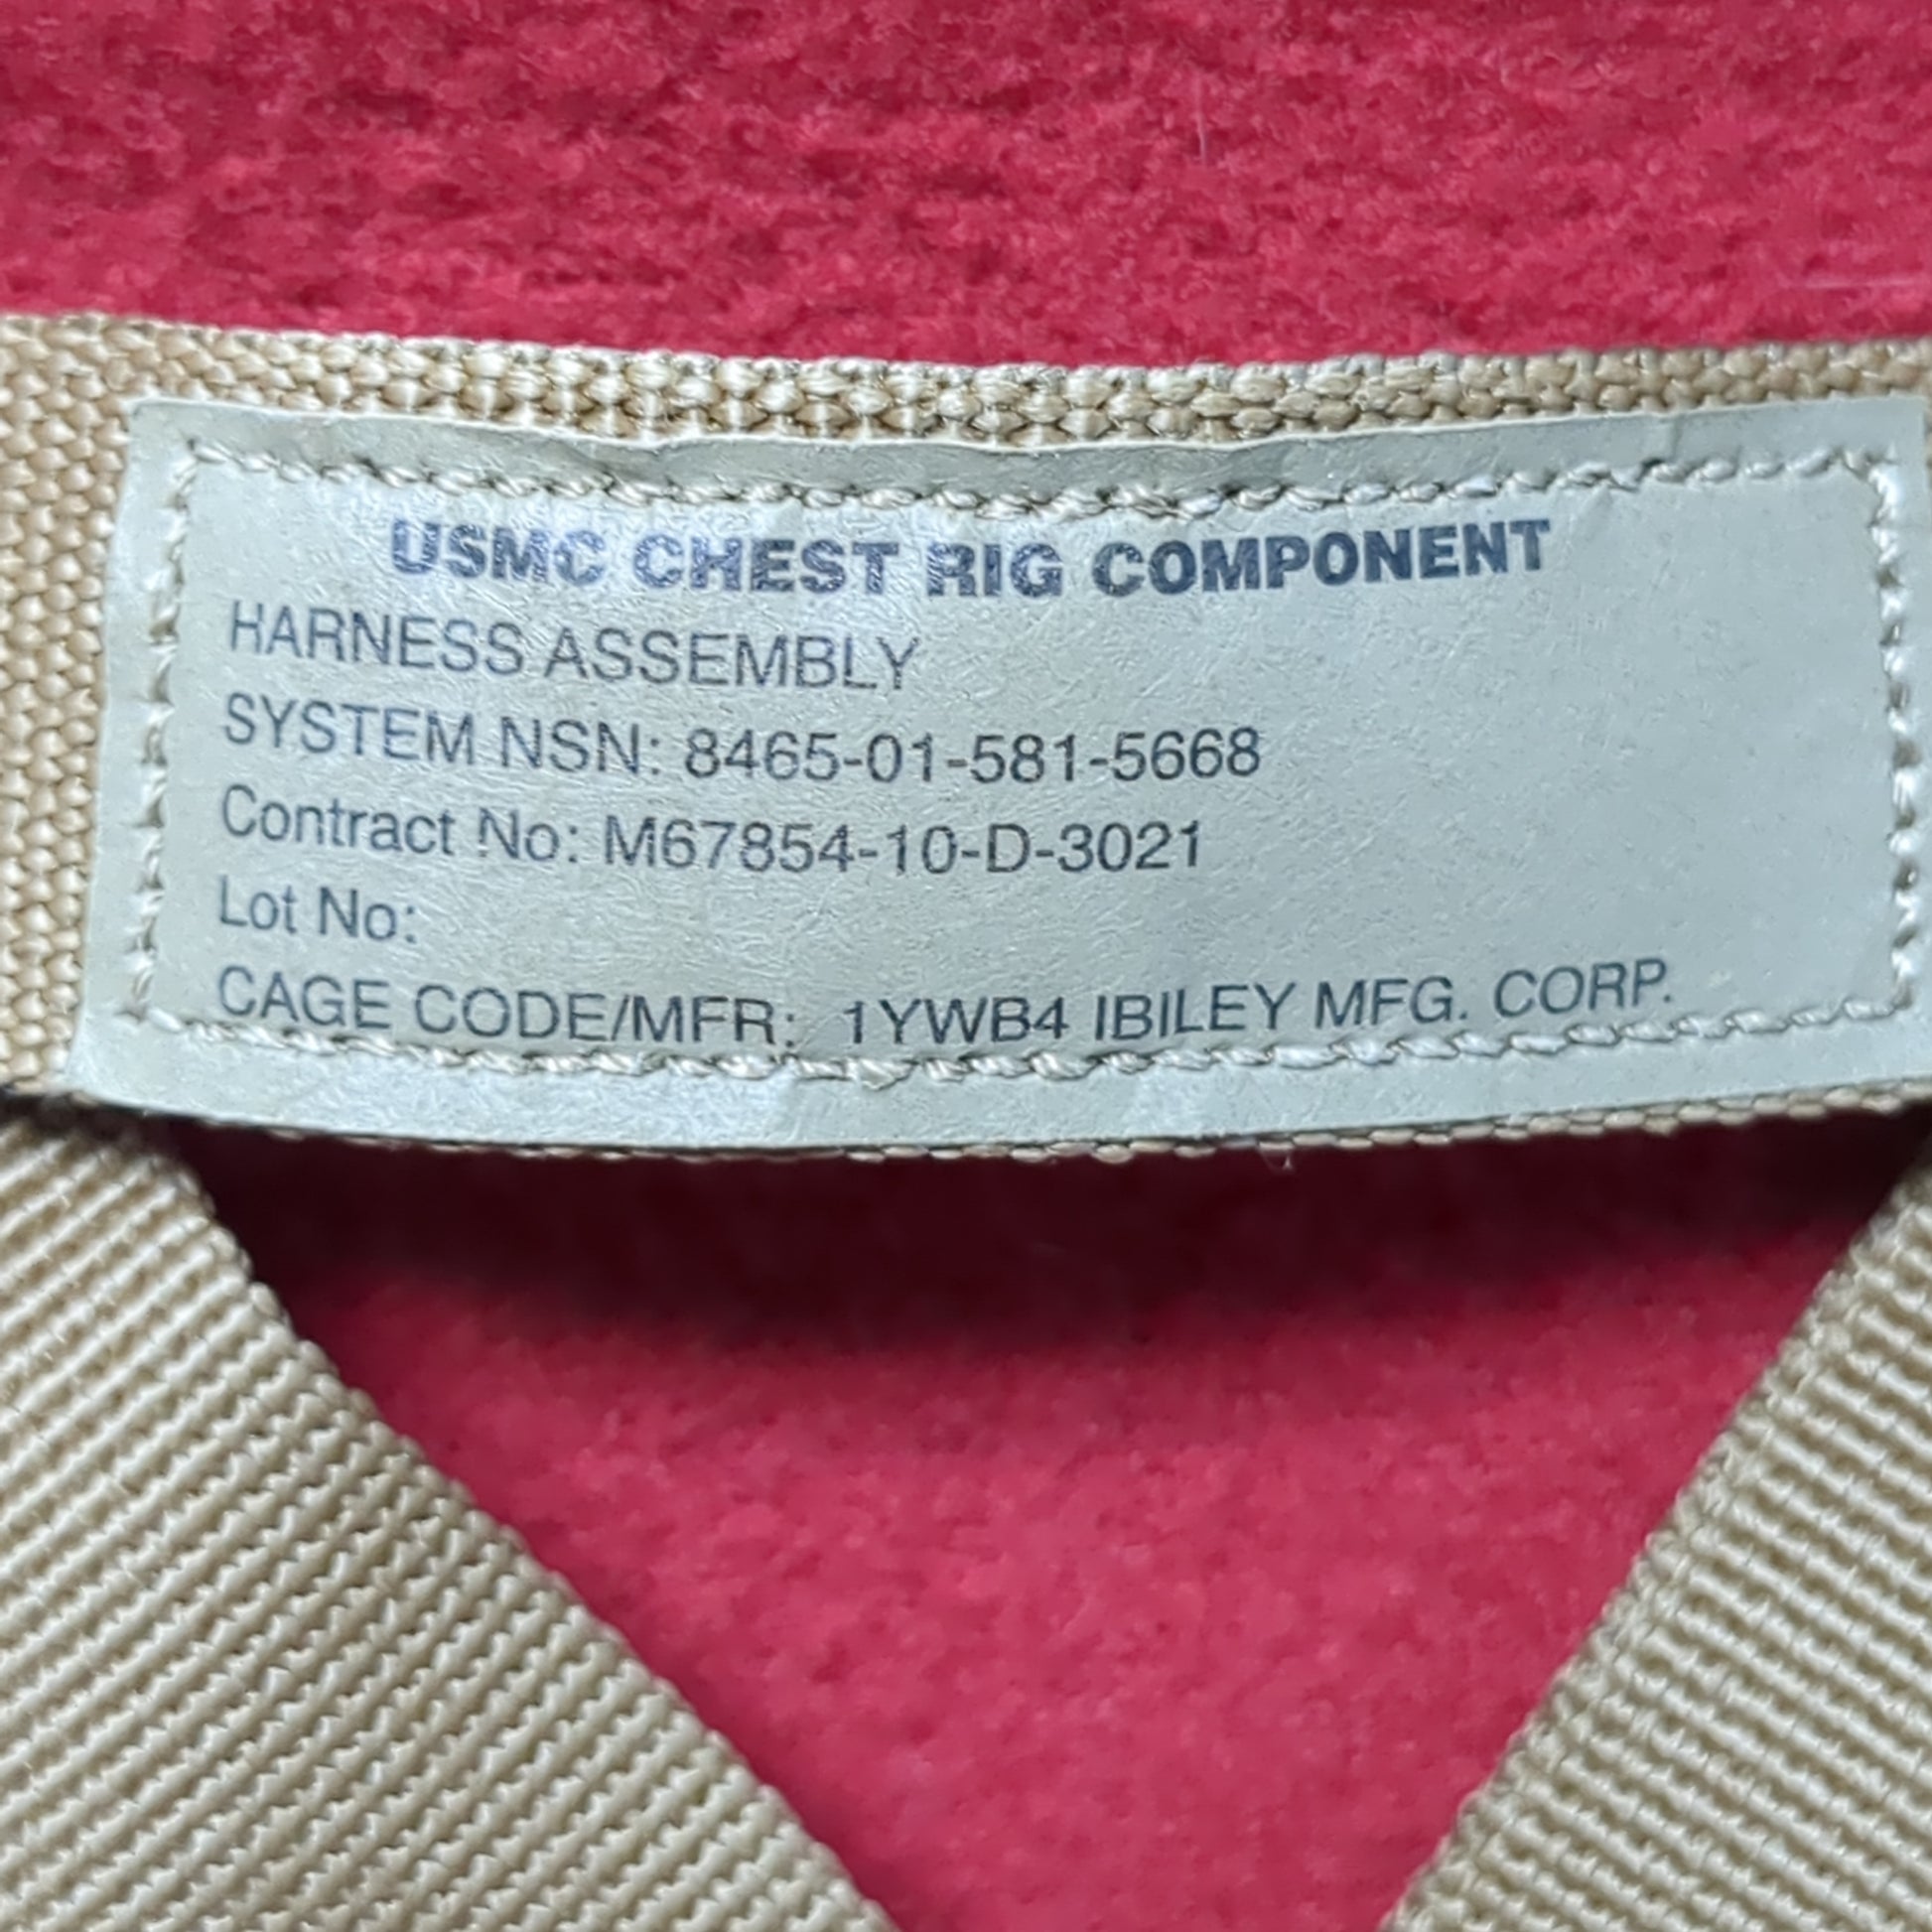 USMC CHEST RIG COMPONENT
HARNESS ASSEMBLY
SYSTEM NSN: 8465-01-581-5668
Contract No: M67854-10-D-3021
Lot No:
CAGE CODE/MFR: 1YWB4 IBILEY MFG. CORP.